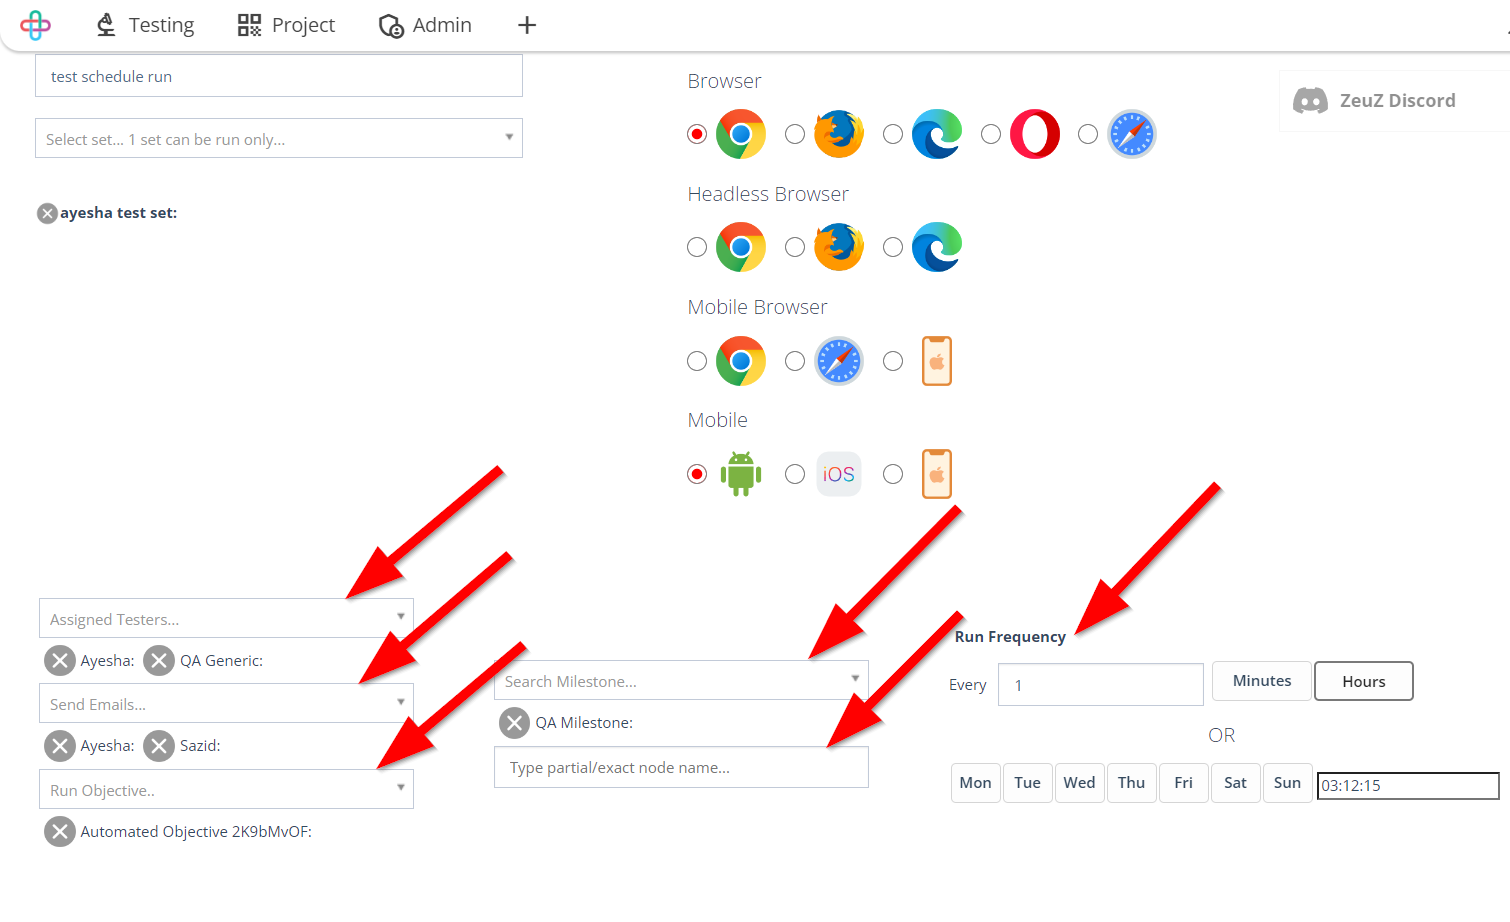 Testing Project Admin
test schedule run
Select set... 1 set can be run only...
ayesha test set:
Browser
ZeuZ Discord
Headless Browser
Mobile Browser
Mobile
iOS
Assigned Testers...
Ayesha: QA Generic:
Send Emails...
Ayesha: Sazid:
Run Objective..
Automated Objective 2K9bMvOF:
Search Milestone...
QA Milestone:
Type partial/exact node name...
Run Frequency
Every 1 Minutes Hours
OR
Mon Tue Wed Thu Fri Sat Sun 03:12:15